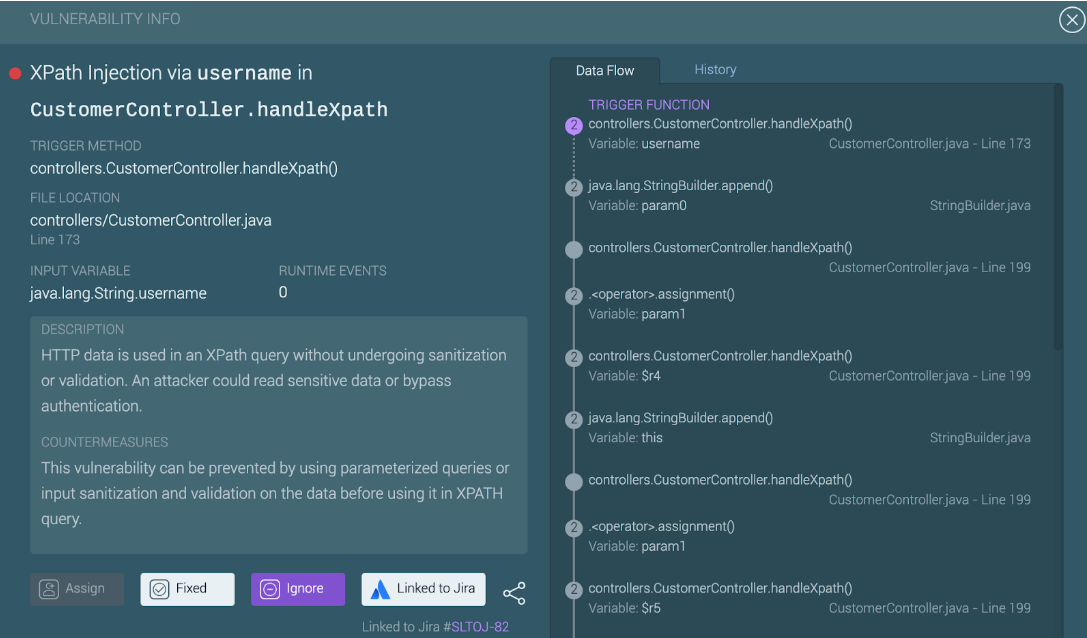 VULNERABILITY INFO
XPath Injection via username in
CustomerController.handleXpath
TRIGGER METHOD
controllers.CustomerController.handleXpath()
FILE LOCATION
controllers/CustomerController.java
Line 173
INPUT VARIABLE
RUNTIME EVENTS
java.lang.String.username
0
DESCRIPTION
HTTP data is used in an XPath query without undergoing sanitization
or validation. An attacker could read sensitive data or bypass
authentication.
COUNTERMEASURES
This vulnerability can be prevented by using parameterized queries or
input sanitization and validation on the data before using it in XPATH
query.
Assign
Fixed
Ignore
Linked to Jira
Linked to Jira #SLTOJ-82
Data Flow
History
TRIGGER FUNCTION
2 controllers.CustomerController.handleXpath()
Variable: username CustomerController.java - Line 173
2 java.lang.StringBuilder.append()
Variable: param0 StringBuilder.java
controllers.CustomerController.handleXpath()
CustomerController.java - Line 199
2 .<operator>.assignment()
Variable: param1
2 controllers.CustomerController.handleXpath()
Variable: $r4 CustomerController.java - Line 199
2 java.lang.StringBuilder.append()
Variable: this StringBuilder.java
controllers.CustomerController.handleXpath()
CustomerController.java - Line 199
2 .<operator>.assignment()
Variable: param1
2 controllers.CustomerController.handleXpath()
Variable: $r5 CustomerController.java - Line 199